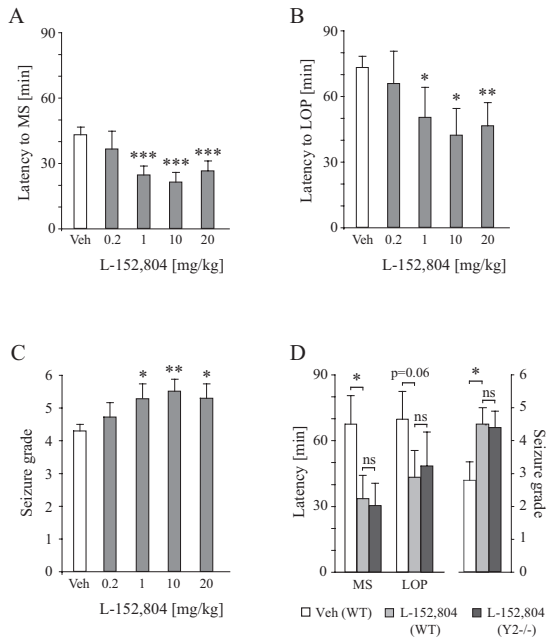 A
Latency to MS [min]
90
60
30
0
***
***
***
Veh 0.2 1 10 20
L-152,804 [mg/kg]
B
Latency to LOP [min]
90
60
30
0
*
*
**
Veh 0.2 1 10 20
L-152,804 [mg/kg]
C
Seizure grade
6
5
4
3
2
1
0
*
**
*
Veh 0.2 1 10 20
L-152,804 [mg/kg]
D
Latency [min]
90
60
30
0
*
ns
p=0.06
ns
*
ns
MS LOP
6
5
4
3
2
1
0
Seizure grade
Veh (WT)
L-152,804
(WT)
L-152,804
(Y2-/-)